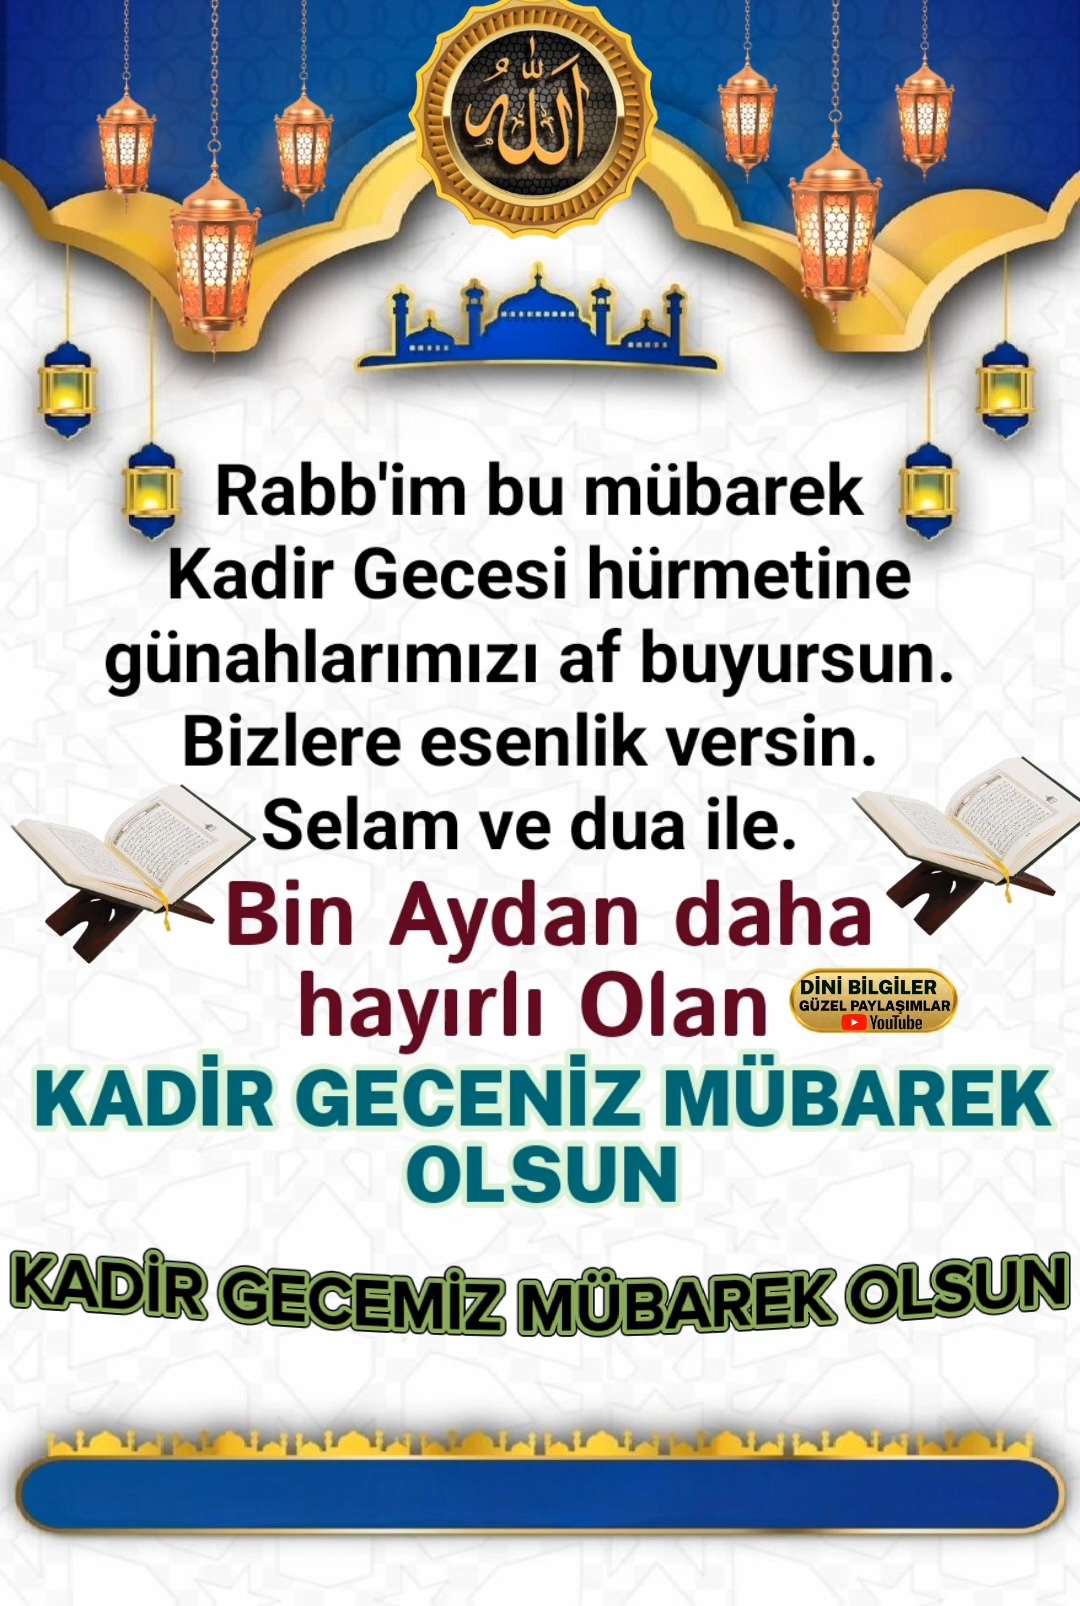 الله
Rabb'im bu mübarek
Kadir Gecesi hürmetine
günahlarımızı af buyursun.
Bizlere esenlik versin.
Selam ve dua ile.
Bin Aydan daha
hayırlı Olan
DİNİ BİLGİLER
GÜZEL PAYLAŞIMLAR
YouTube
KADİR GECENİZ MÜBAREK
OLSUN
KADİR GECEMİZ MÜBAREK OLSUN